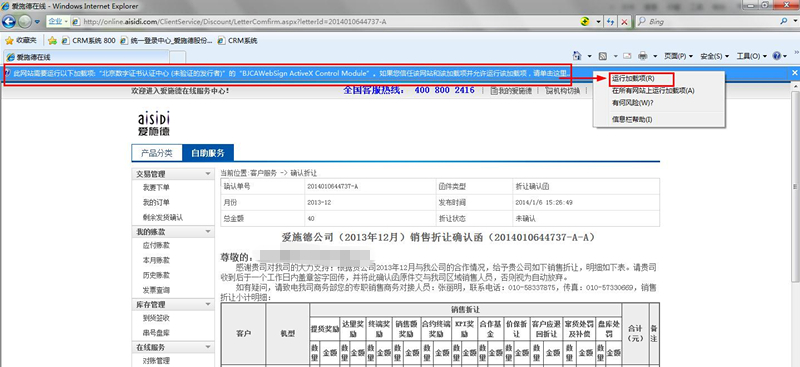 爱施德在线 - Windows Internet Explorer
企业 http://online.aisidi.com/ClientService/Discount/LetterComfirm.aspx?letterId=2014010644737-A Bing
收藏夹 CRM系统 800 统一登录中心_爱施德股份... CRM系统
爱施德在线 页面(P) 安全(S) 工具(O)
此网站需要运行以下加载项: "北京数字证书认证中心 (未验证的发行者)" 的 "BJCAWebSign ActiveX Control Module"。如果您信任该网站和该加载项并允许运行该加载项，请单击这里...
运行加载项(R)
在所有网站上运行加载项(A)
有何风险(W)?
信息栏帮助(I)
欢迎进入爱施德在线服务中心! 全国客服热线: 400 800 2416 我的爱施德 机构切换
aisidi
爱施德
产品分类 自助服务
交易管理
我要下单
我的订单
剩余发货确认
我的账款
应付账款
本月账款
历史账款
发票查询
库存管理
到货签收
串号盘库
在线服务
对账管理
当前位置: 客户服务 -> 确认折让
确认单号 2014010644737-A 函件类型 折让确认函
月份 2013-12 发布时间 2014/1/6 15:26:49
总金额 40 折扣状态 未确认
爱施德公司（2013年12月）销售折让确认函（2014010644737-A-A）
尊敬的:
感谢贵司对我司的大力支持! 根据贵公司2013年12月与我公司的合作情况，给予贵公司如下销售折让，明细如下表。请贵司
收到后于一个工作日内盖章签字回传，并将此确认函原件交与我司区域销售人员，否则视为自动放弃。
如有疑问，请致电我司商务部您的专职销售商务对接人员: 张丽明，联系电话: 010-58337875，传真: 010-57330669，销售
折让小计明细:
销售折让
客户 机型 提货奖励 达量奖励 终端奖励 销售额奖励 合约终端奖励 KPI奖励 合作基金 价保折让 客户应退回折让 窜货处罚及补偿 盘库处罚 合计（元） 备注
数量 金额 数量 金额 数量 金额 数量 金额 数量 金额 数量 金额 数量 金额 数量 金额 数量 金额 数量 金额 数量 金额